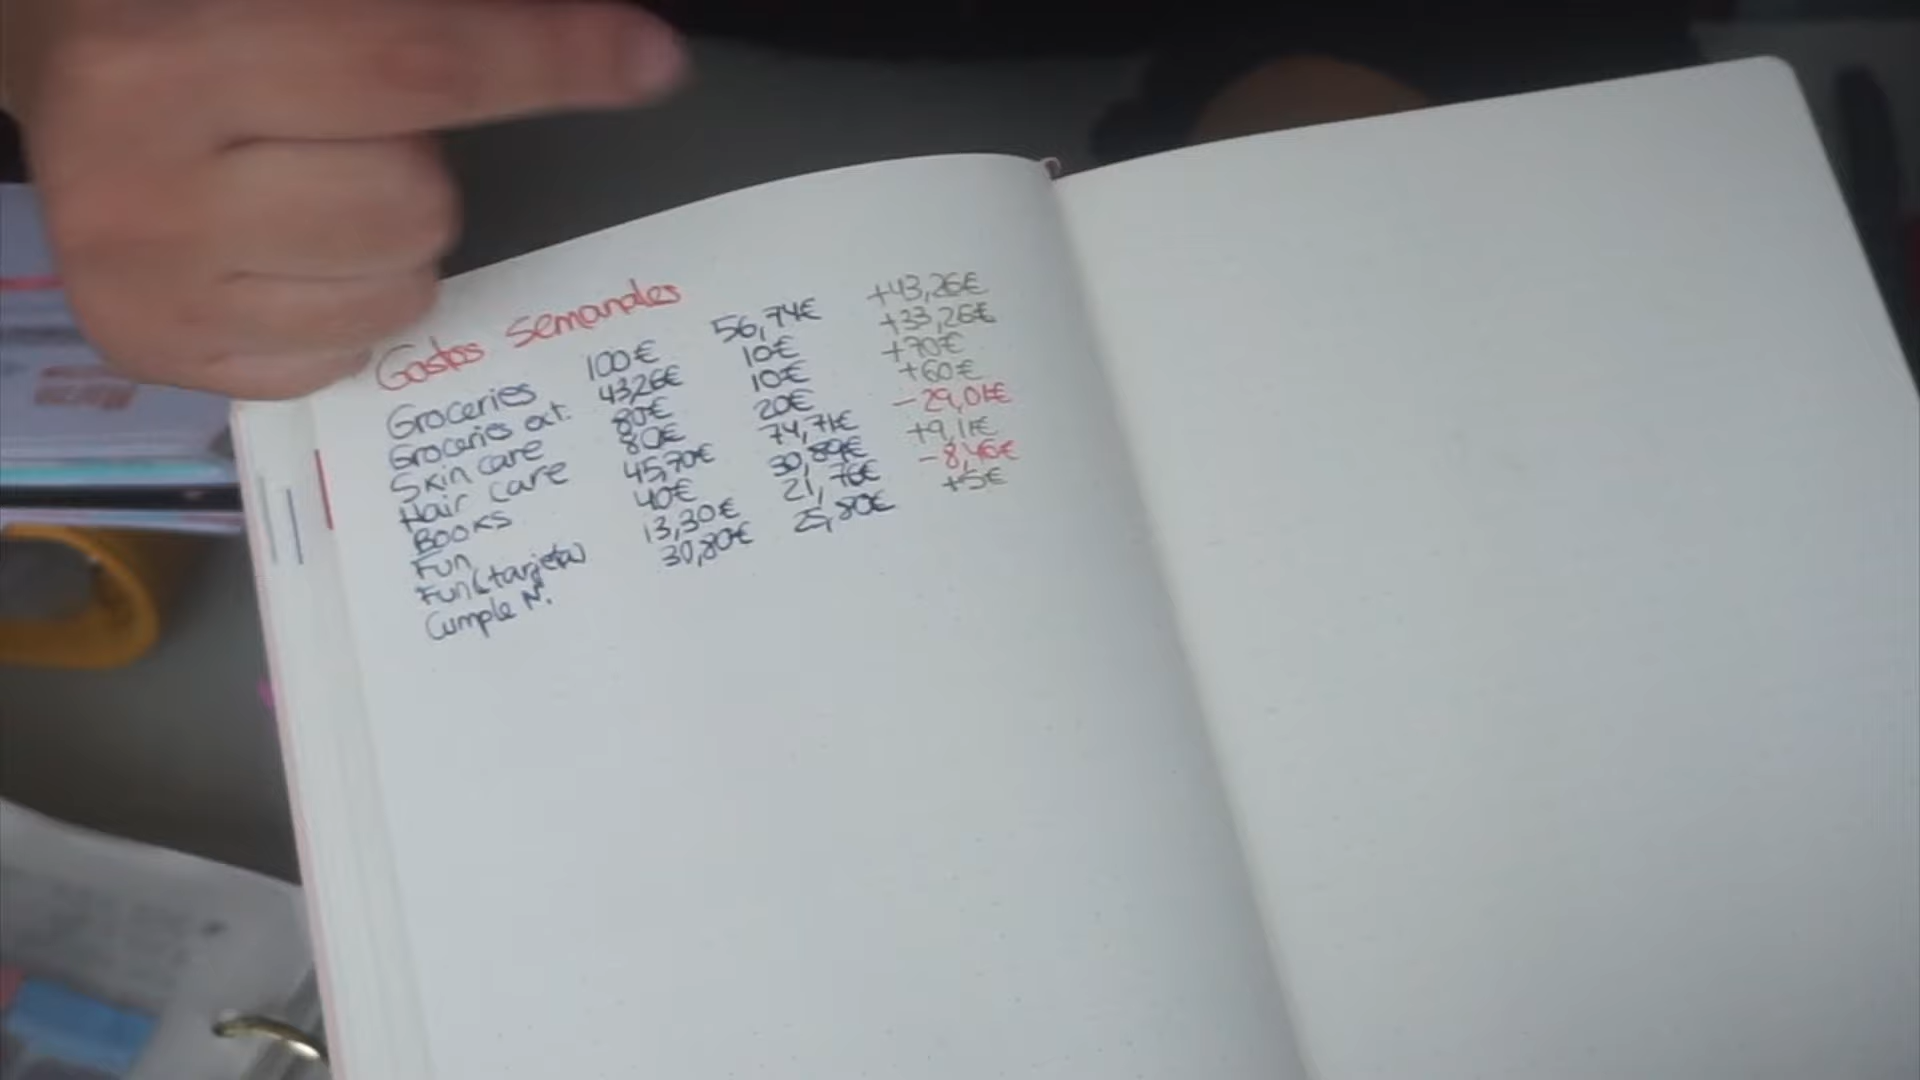 Gastos semanales
Groceries 100€ 56,74€ +43,26€
Groceries oct. 43,26€ 10€ +33,26€
Skin care 80€ 10€ +70€
Hair care 80€ 20€ +60€
Books 45,70€ 74,71€ -29,01€
Fun 40€ 30,89€ +9,11€
Fun (tarjeta) 13,30€ 21,76€ -8,46€
Cumple N. 30,80€ 25,80€ +5€